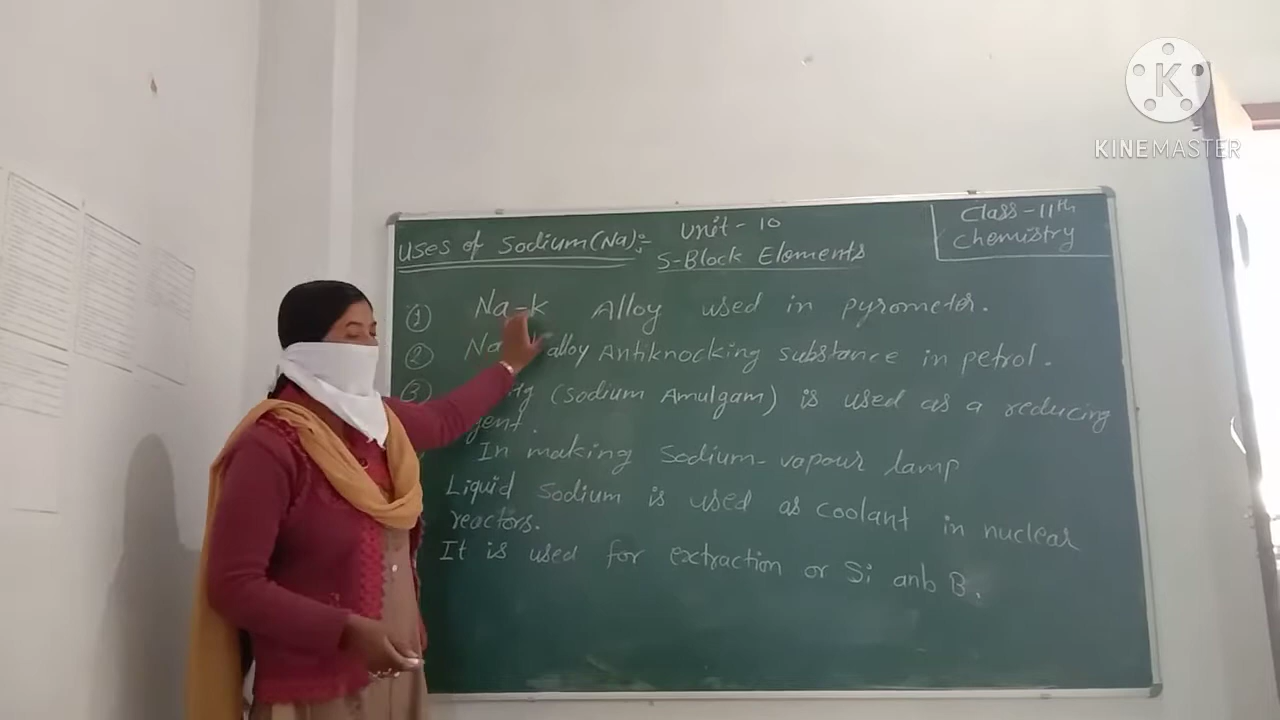 Unit - 10
Class - 11th
Chemistry
Uses of Sodium (Na):-
S-Block Elements
① Na-K Alloy used in pyrometer.
② Na alloy Antiknocking substance in petrol.
③ (Sodium Amulgam) is used as a reducing
In making Sodium-vapour lamp
Liquid Sodium is used as coolant in nuclear
reactors.
It is used for extraction or Si anb B.
K
KINEMASTER